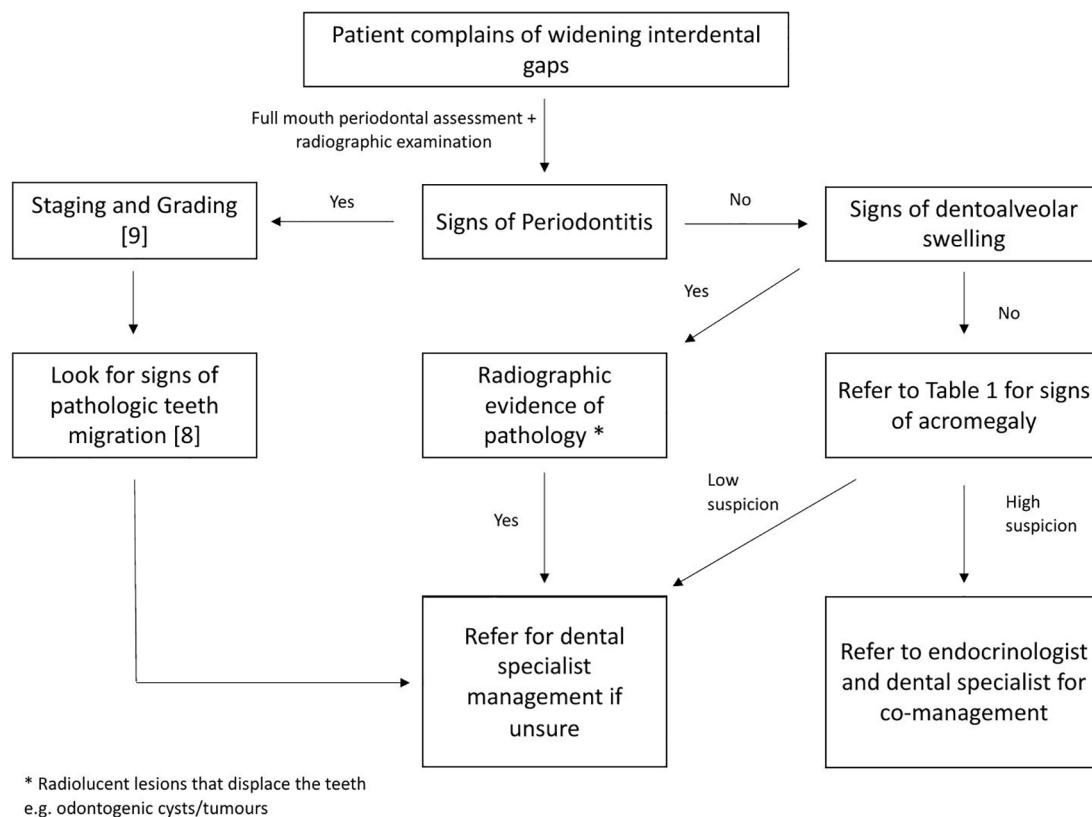 Patient complains of widening interdental
gaps
Full mouth periodontal assessment +
radiographic examination
Staging and Grading
[9]
Yes
Signs of Periodontitis
No
Signs of dentoalveolar
swelling
Yes
No
Look for signs of
pathologic teeth
migration [8]
Radiographic
evidence of
pathology *
Refer to Table 1 for signs
of acromegaly
Low
suspicion
Yes
High
suspicion
Refer for dental
specialist
management if
unsure
Refer to endocrinologist
and dental specialist for
co-management
* Radiolucent lesions that displace the teeth
e.g. odontogenic cysts/tumours